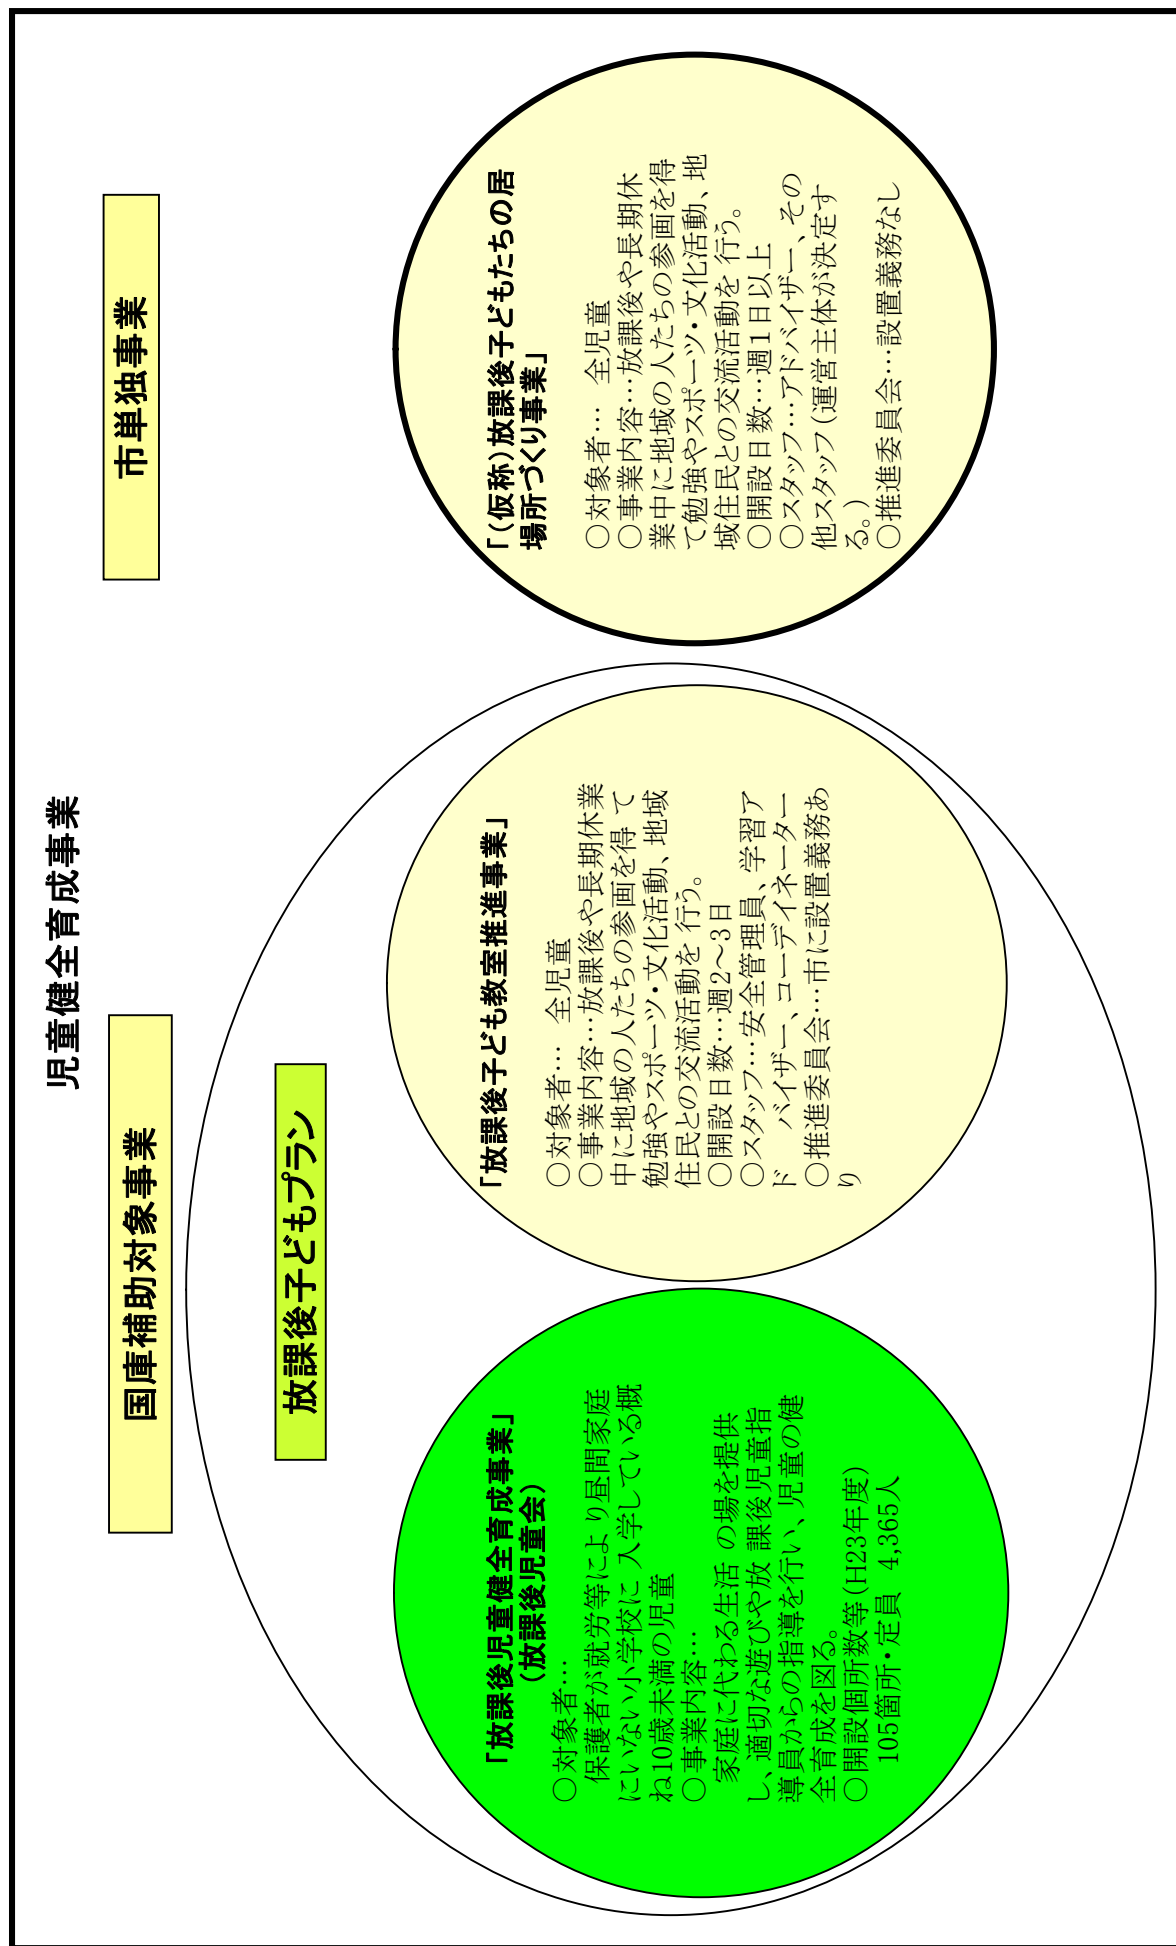 児童健全育成事業
国庫補助対象事業
市単独事業
放課後子どもプラン
「放課後児童健全育成事業」
(放課後児童会)
○対象者…
保護者が就労等により昼間家庭
にいない小学校に 入学している概
ね10歳未満の児童
○事業内容…
家庭に代わる生活 の場を提供
し、適切な遊びや放 課後児童指
導員からの指導を行い、児童の健
全育成を図る。
○開設個所数等(H23年度)
105箇所・定員 4,365人
「放課後子ども教室推進事業」
○対象者… 全児童
○事業内容…放課後や長期休業
中に地域の人たちの参画を得 て
勉強やスポーツ・文化活動、地域
住民との交流活動を 行う。
○開設日数…週2~3日
○スタッフ…安全管理員、学習ア
ド バイザー、コーディネーター
○推進委員会…市に設置義務あ
り
「(仮称)放課後子どもたちの居
場所づくり事業」
○対象者… 全児童
○事業内容…放課後や長期休
業中に地域の人たちの参画を得
て勉強やスポーツ・文化活動、地
域住民との交流活動を 行う。
○開設日数…週1日以上
○スタッフ…アドバイザー、その
他スタッフ(運営主体が決定す
る。)
○推進委員会…設置義務なし